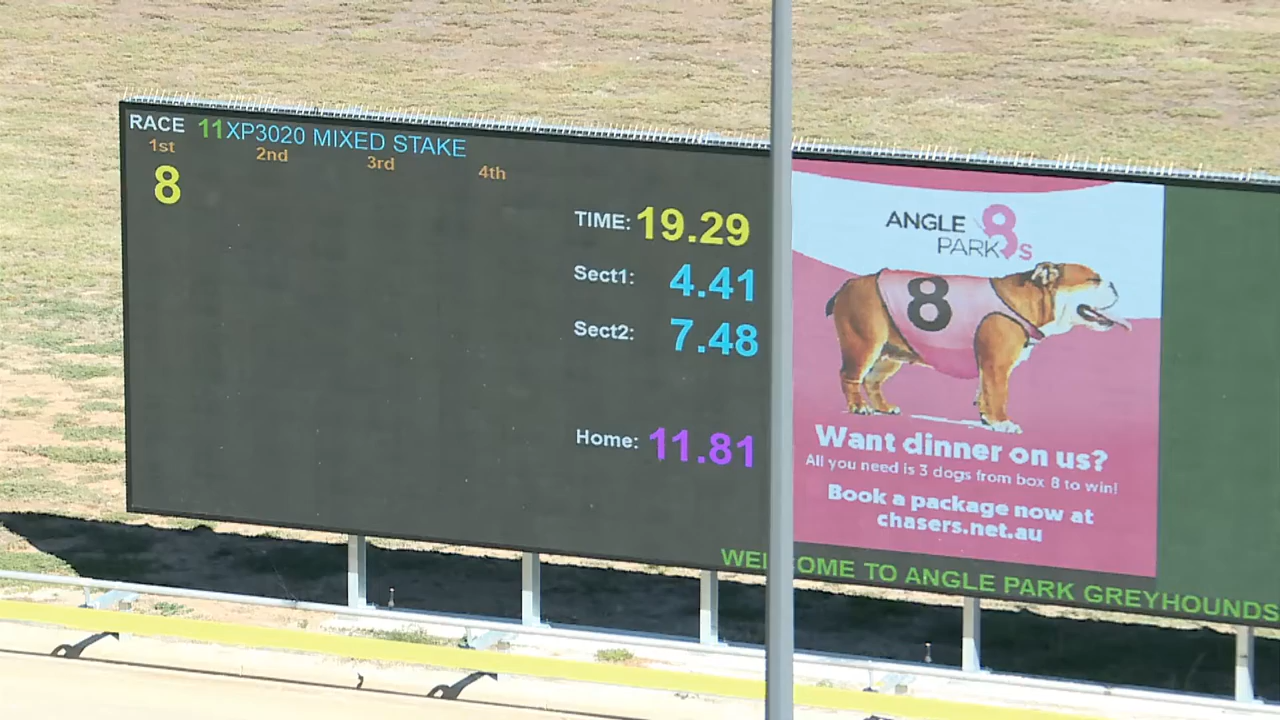 RACE 11 XP3020 MIXED STAKE
1st 2nd 3rd 4th
8
TIME: 19.29
Sect1: 4.41
Sect2: 7.48
Home: 11.81
ANGLE
PARK 8s
8
Want dinner on us?
All you need is 3 dogs from box 8 to win!
Book a package now at
chasers.net.au
WELCOME TO ANGLE PARK GREYHOUNDS